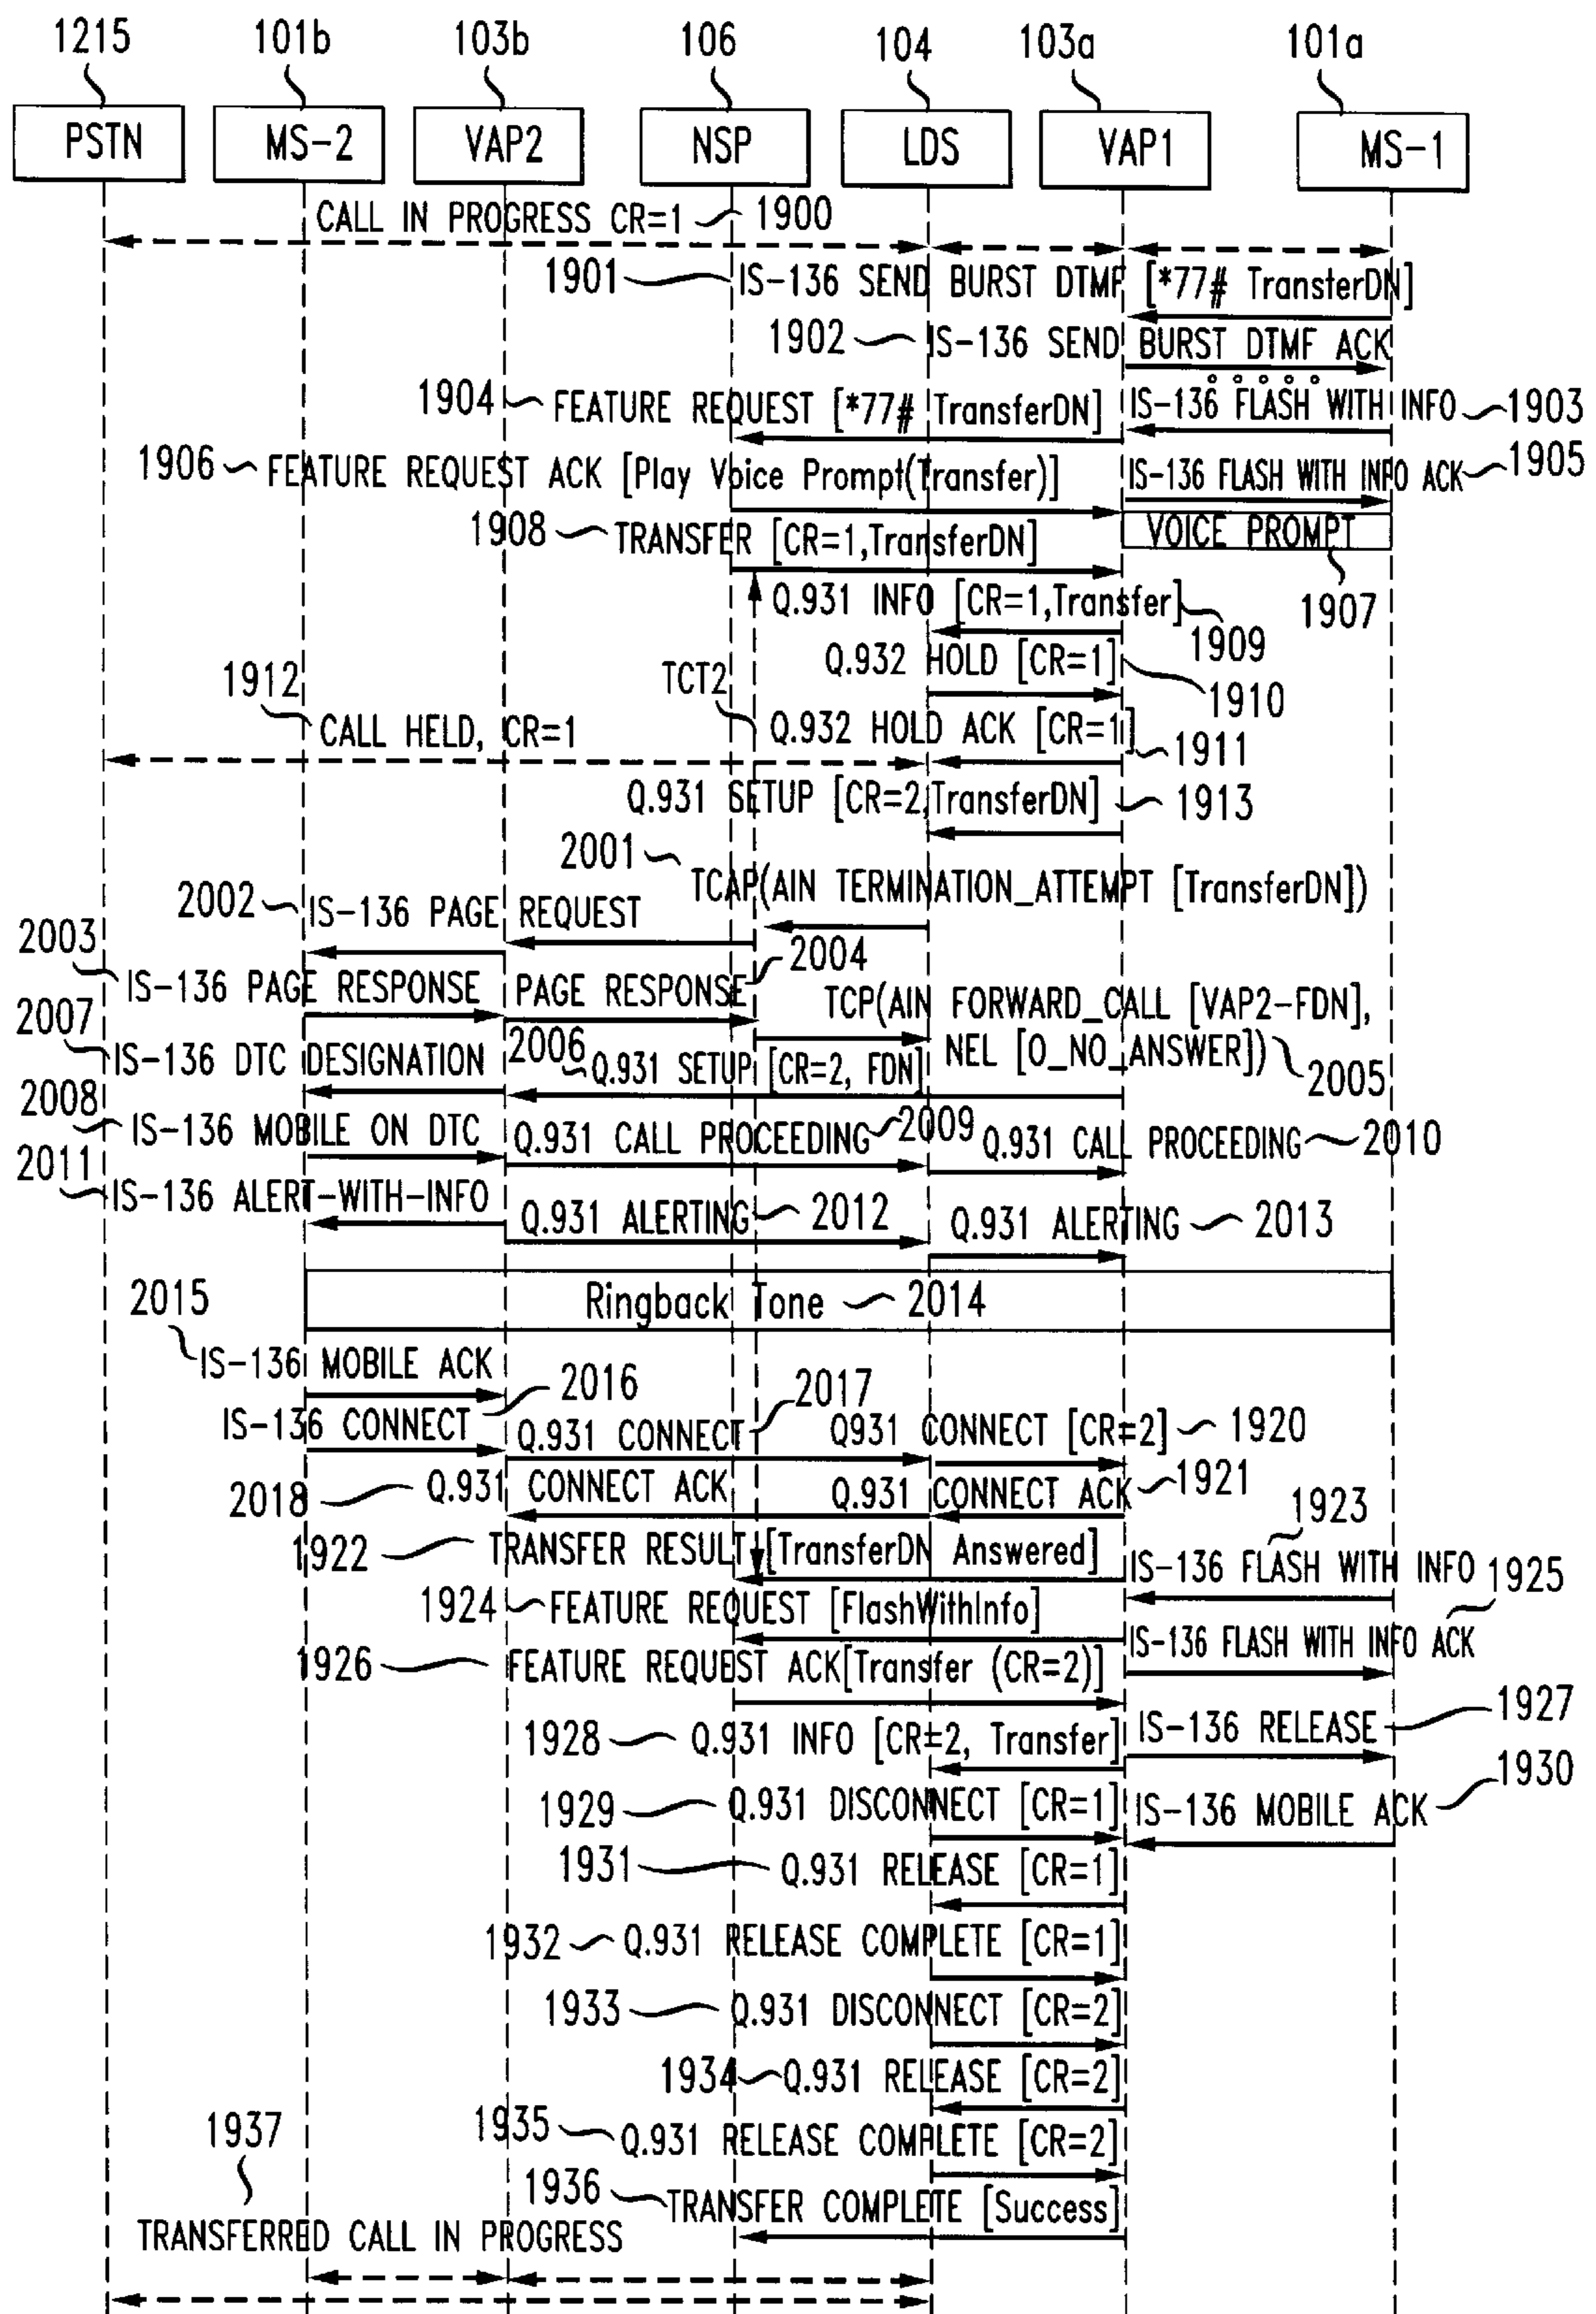 1215 101b 103b 106 104 103a 101a
PSTN MS-2 VAP2 NSP LDS VAP1 MS-1
CALL IN PROGRESS CR=1 1900
1901 IS-136 SEND BURST DTMF [*77# TransterDN]
1902 IS-136 SEND BURST DTMF ACK
1904 FEATURE REQUEST [*77# TransferDN] IS-136 FLASH WITH INFO 1903
1906 FEATURE REQUEST ACK [Play Voice Prompt(Transfer)] IS-136 FLASH WITH INFO ACK 1905
1908 TRANSFER [CR=1,TransferDN] VOICE PROMPT
1907
Q.931 INFO [CR=1,Transfer] 1909
TCT2
Q.932 HOLD [CR=1] 1910
1912 CALL HELD, CR=1
Q.932 HOLD ACK [CR=1] 1911
Q.931 SETUP [CR=2,TransferDN] 1913
2001 TCAP(AIN TERMINATION_ATTEMPT [TransferDN])
2002 IS-136 PAGE REQUEST
2003 IS-136 PAGE RESPONSE PAGE RESPONSE 2004
TCP(AIN FORWARD_CALL [VAP2-FDN],
NEL [O_NO_ANSWER]) 2005
2007 IS-136 DTC DESIGNATION 2006 Q.931 SETUP [CR=2, FDN]
2008 IS-136 MOBILE ON DTC Q.931 CALL PROCEEDING 2009 Q.931 CALL PROCEEDING 2010
2011 IS-136 ALERT-WITH-INFO Q.931 ALERTING 2012 Q.931 ALERTING 2013
Ringback Tone 2014
2015 IS-136 MOBILE ACK
IS-136 CONNECT 2016 Q.931 CONNECT 2017 Q931 CONNECT [CR=2] 1920
2018 Q.931 CONNECT ACK Q.931 CONNECT ACK 1921
1922 TRANSFER RESULT [TransferDN Answered] IS-136 FLASH WITH INFO 1923
1924 FEATURE REQUEST [FlashWithInfo] IS-136 FLASH WITH INFO ACK 1925
1926 FEATURE REQUEST ACK[Transfer (CR=2)]
1928 Q.931 INFO [CR=2, Transfer] IS-136 RELEASE 1927
1929 Q.931 DISCONNECT [CR=1] IS-136 MOBILE ACK 1930
1931 Q.931 RELEASE [CR=1]
1932 Q.931 RELEASE COMPLETE [CR=1]
1933 Q.931 DISCONNECT [CR=2]
1934 Q.931 RELEASE [CR=2]
1935 Q.931 RELEASE COMPLETE [CR=2]
1936 TRANSFER COMPLETE [Success]
1937 TRANSFERRED CALL IN PROGRESS